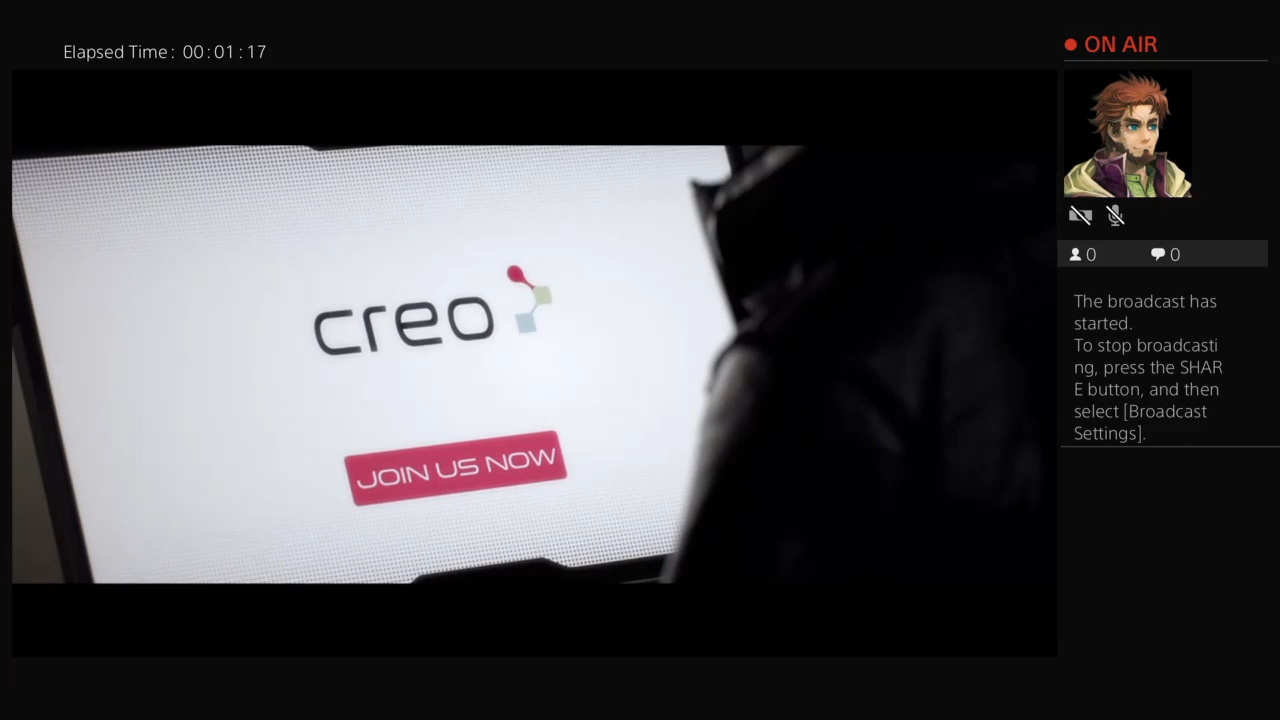 Elapsed Time: 00:01:17
ON AIR
0
0
creo
JOIN US NOW
The broadcast has
started.
To stop broadcasti
ng, press the SHAR
E button, and then
select [Broadcast
Settings].